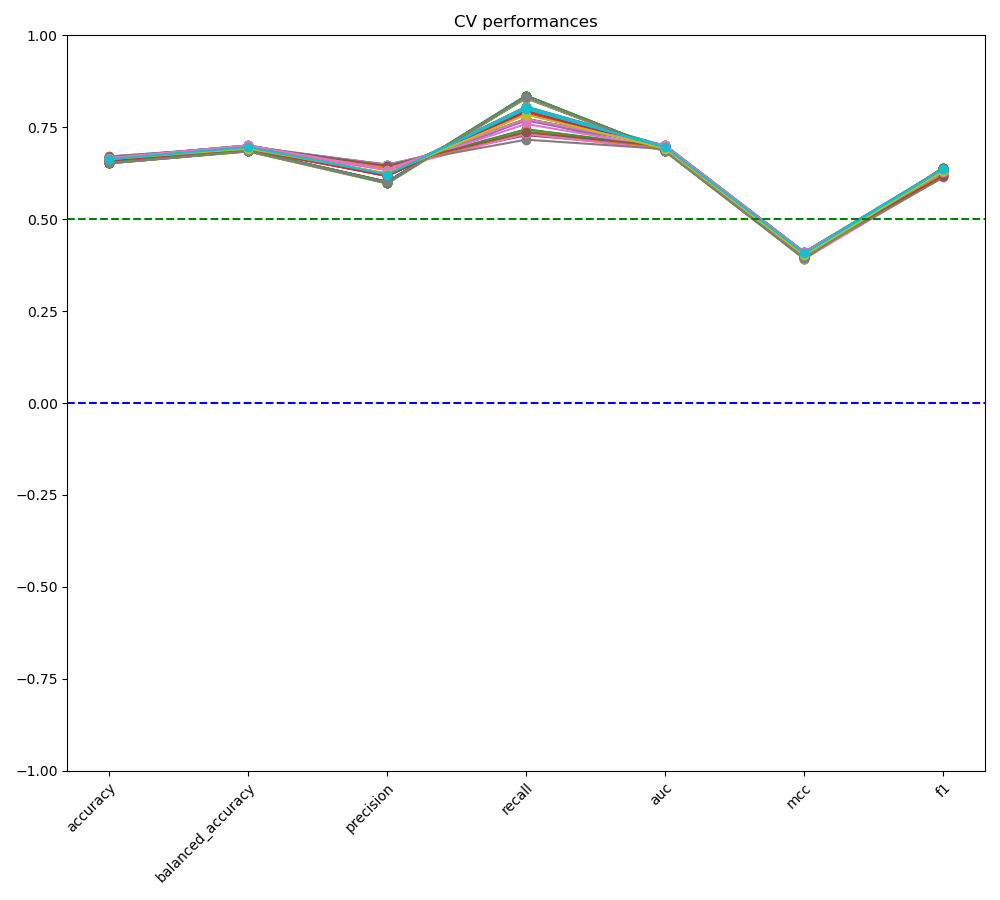 CV performances
1.00
0.75
0.50
0.25
0.00
−0.25
−0.50
−0.75
−1.00
accuracy
balanced_accuracy
precision
recall
auc
mcc
f1